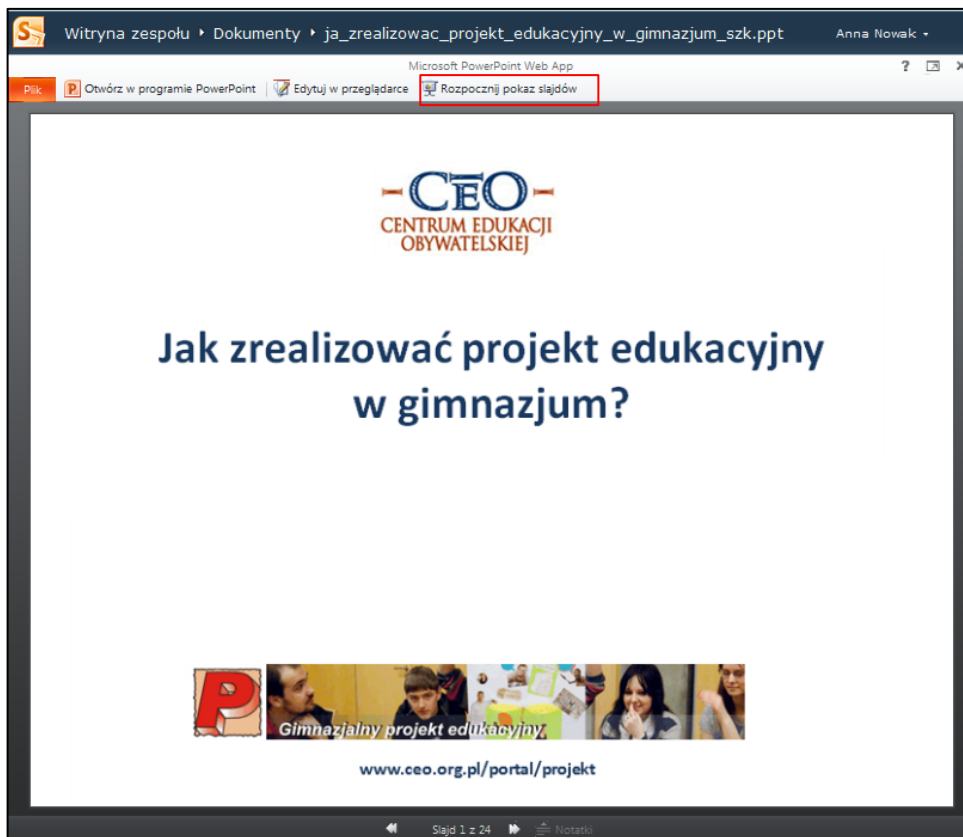 Witryna zespołu ▸ Dokumenty ▸ ja_zrealizowac_projekt_edukacyjny_w_gimnazjum_szk.ppt Anna Nowak
Microsoft PowerPoint Web App
Plik Otwórz w programie PowerPoint Edytuj w przeglądarce Rozpocznij pokaz slajdów
CEO
CENTRUM EDUKACJI
OBYWATELSKIEJ
Jak zrealizować projekt edukacyjny
w gimnazjum?
P
Gimnazjalny projekt edukacyjny
www.ceo.org.pl/portal/projekt
Slajd 1 z 24 Notatki